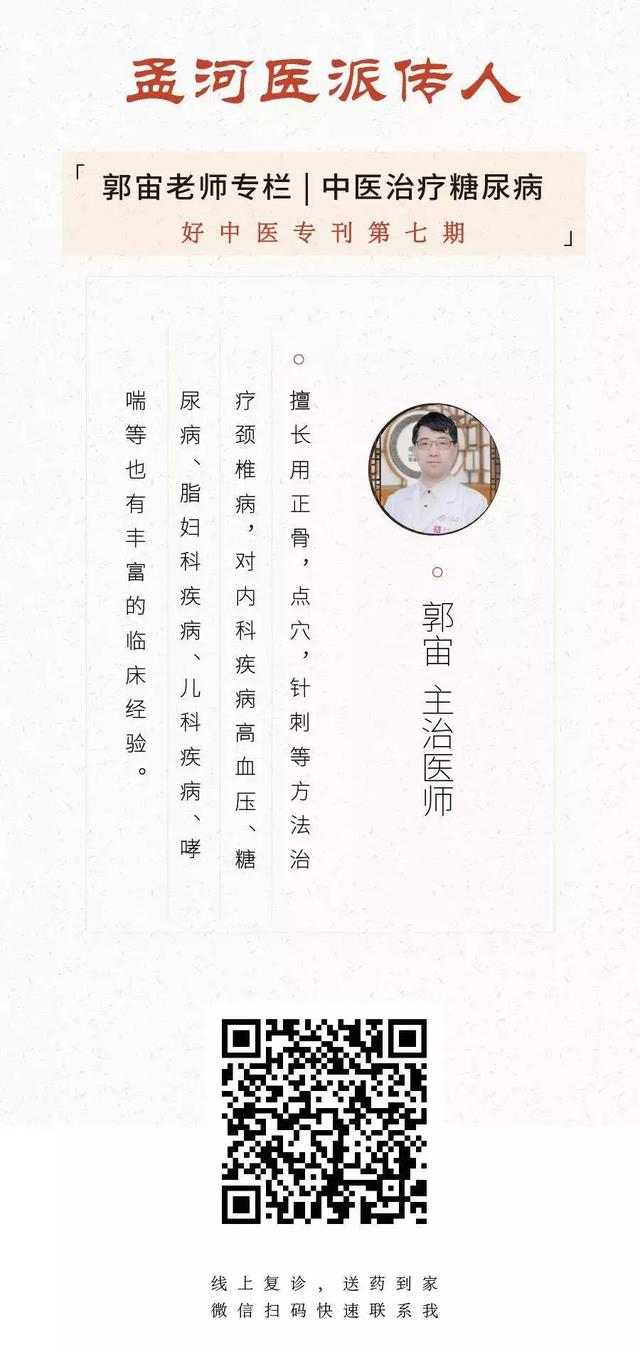 孟河医派传人
「郭宙老师专栏 | 中医治疗糖尿病
好中医专刊第七期」
郭宙 主治医师
擅长用正骨，点穴，针刺等方法治
疗颈椎病，对内科疾病高血压、糖
尿病、脂妇科疾病、儿科疾病、哮
喘等也有丰富的临床经验。
线上复诊，送药到家
微信扫码快速联系我